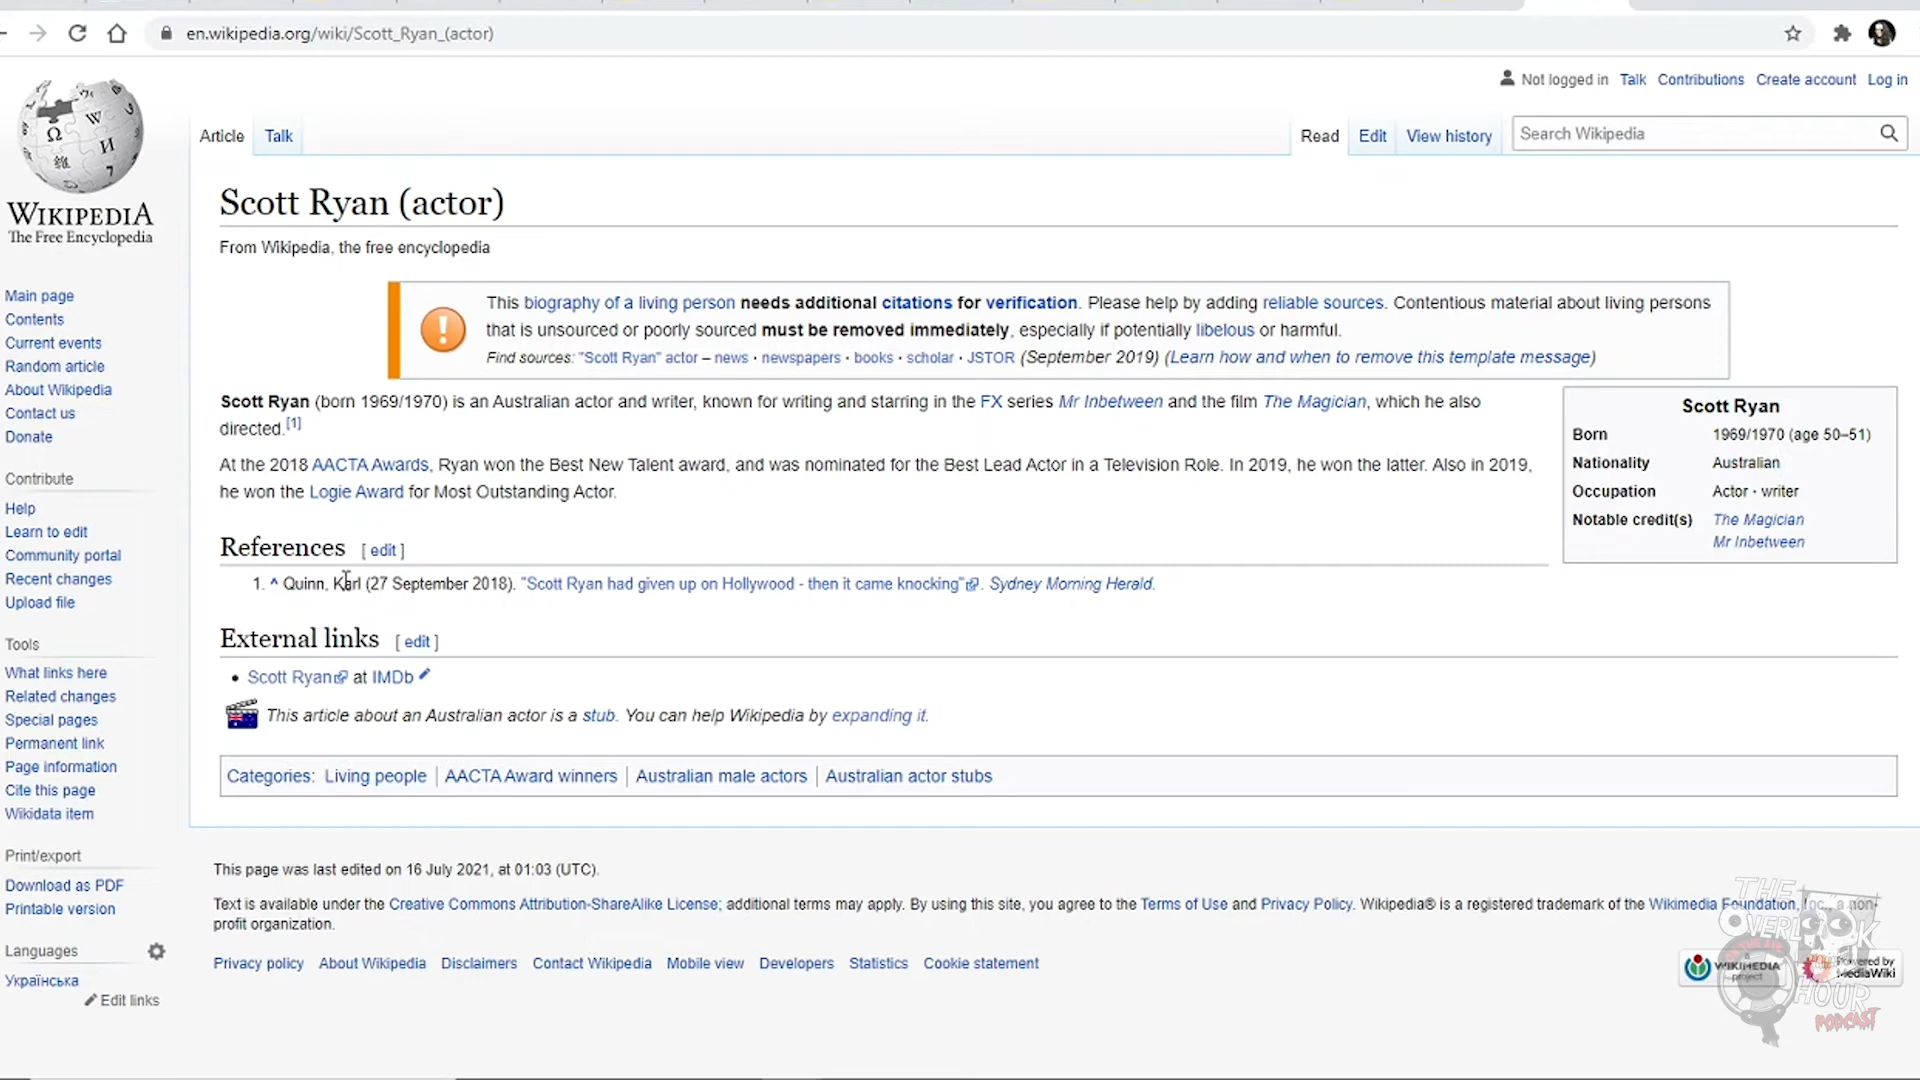 en.wikipedia.org/wiki/Scott_Ryan_(actor)
Not logged in Talk Contributions Create account Log in
Article Talk Read Edit View history Search Wikipedia
WIKIPEDIA
The Free Encyclopedia
Main page
Contents
Current events
Random article
About Wikipedia
Contact us
Donate
Contribute
Help
Learn to edit
Community portal
Recent changes
Upload file
Tools
What links here
Related changes
Special pages
Permanent link
Page information
Cite this page
Wikidata item
Print/export
Download as PDF
Printable version
Languages
Українська
Edit links
Scott Ryan (actor)
From Wikipedia, the free encyclopedia
This biography of a living person needs additional citations for verification. Please help by adding reliable sources. Contentious material about living persons
that is unsourced or poorly sourced must be removed immediately, especially if potentially libelous or harmful.
Find sources: "Scott Ryan" actor – news · newspapers · books · scholar · JSTOR (September 2019) (Learn how and when to remove this template message)
Scott Ryan (born 1969/1970) is an Australian actor and writer, known for writing and starring in the FX series Mr Inbetween and the film The Magician, which he also
directed.[1]
At the 2018 AACTA Awards, Ryan won the Best New Talent award, and was nominated for the Best Lead Actor in a Television Role. In 2019, he won the latter. Also in 2019,
he won the Logie Award for Most Outstanding Actor.
Scott Ryan
Born 1969/1970 (age 50–51)
Nationality Australian
Occupation Actor · writer
Notable credit(s) The Magician
Mr Inbetween
References [ edit ]
1. ^ Quinn, Karl (27 September 2018). "Scott Ryan had given up on Hollywood - then it came knocking". Sydney Morning Herald.
External links [ edit ]
• Scott Ryan at IMDb
This article about an Australian actor is a stub. You can help Wikipedia by expanding it.
Categories: Living people | AACTA Award winners | Australian male actors | Australian actor stubs
This page was last edited on 16 July 2021, at 01:03 (UTC).
Text is available under the Creative Commons Attribution-ShareAlike License; additional terms may apply. By using this site, you agree to the Terms of Use and Privacy Policy. Wikipedia® is a registered trademark of the Wikimedia Foundation, Inc., a non-
profit organization.
Privacy policy About Wikipedia Disclaimers Contact Wikipedia Mobile view Developers Statistics Cookie statement
WIKIMEDIA
project
Powered by
MediaWiki
THE
OVERLOOK
HOUR
PODCAST